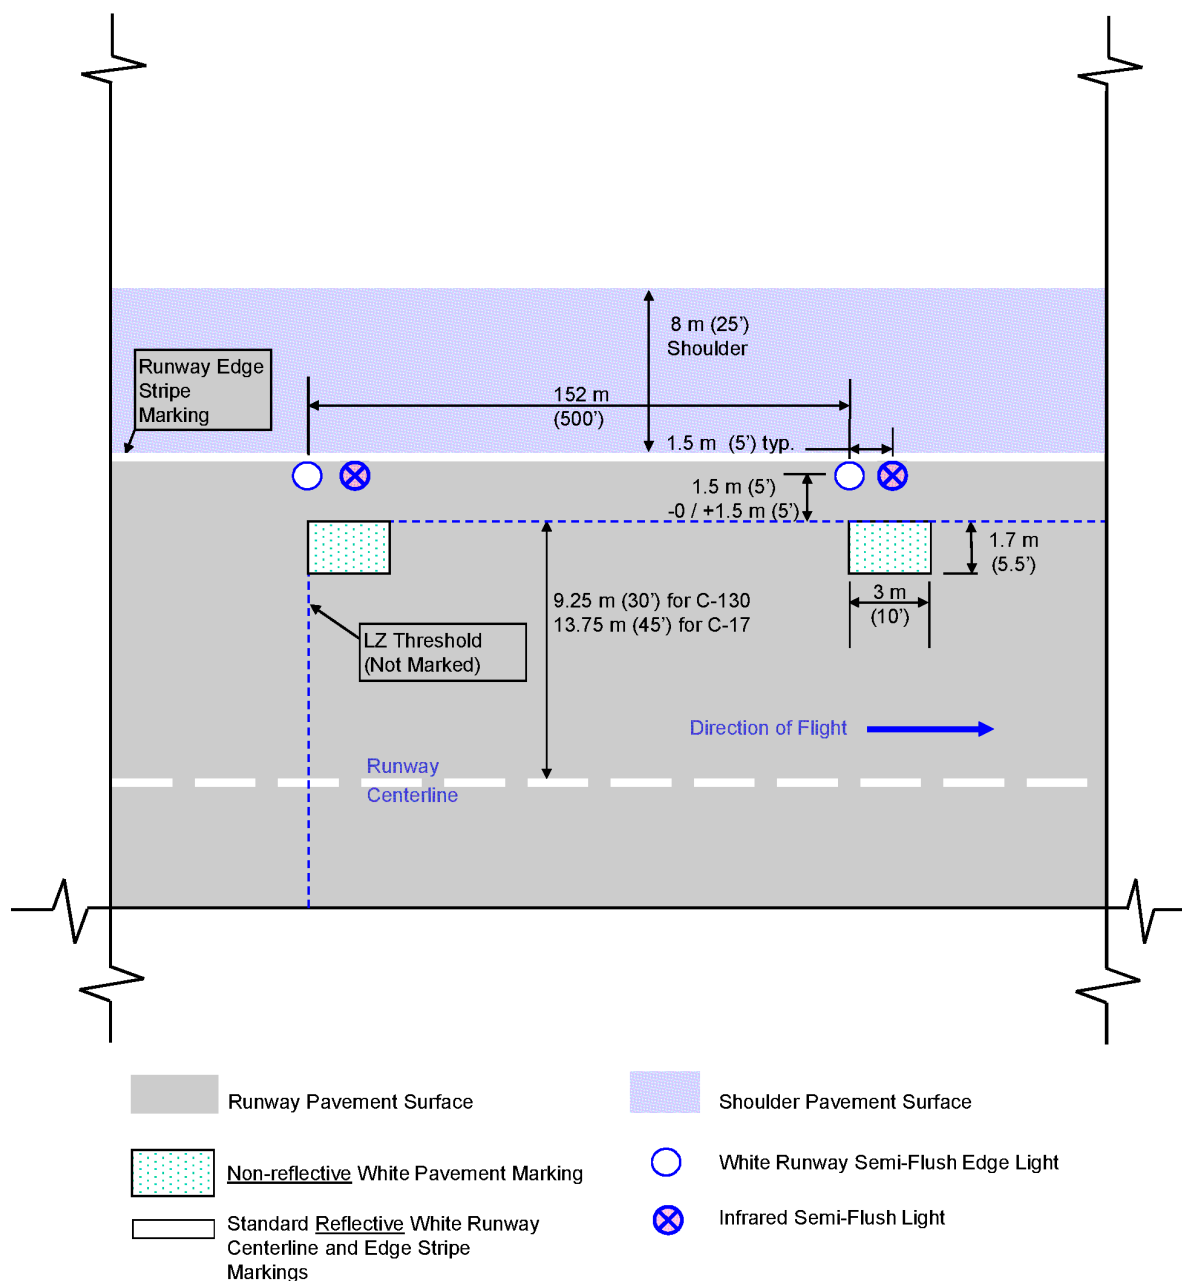 8 m (25’)
Shoulder
Runway Edge
Stripe
Marking
152 m
(500’)
1.5 m  (5’) typ.
1.5 m (5’)
-0 / +1.5 m (5’)
1.7 m
(5.5’)
3 m
(10’)
9.25 m (30’) for C-130
13.75 m (45’) for C-17
LZ Threshold
(Not Marked)
Direction of Flight
Runway
Centerline
Runway Pavement Surface
Shoulder Pavement Surface
Non-reflective White Pavement Marking
White Runway Semi-Flush Edge Light
Standard Reflective White Runway
Centerline and Edge Stripe
Markings
Infrared Semi-Flush Light